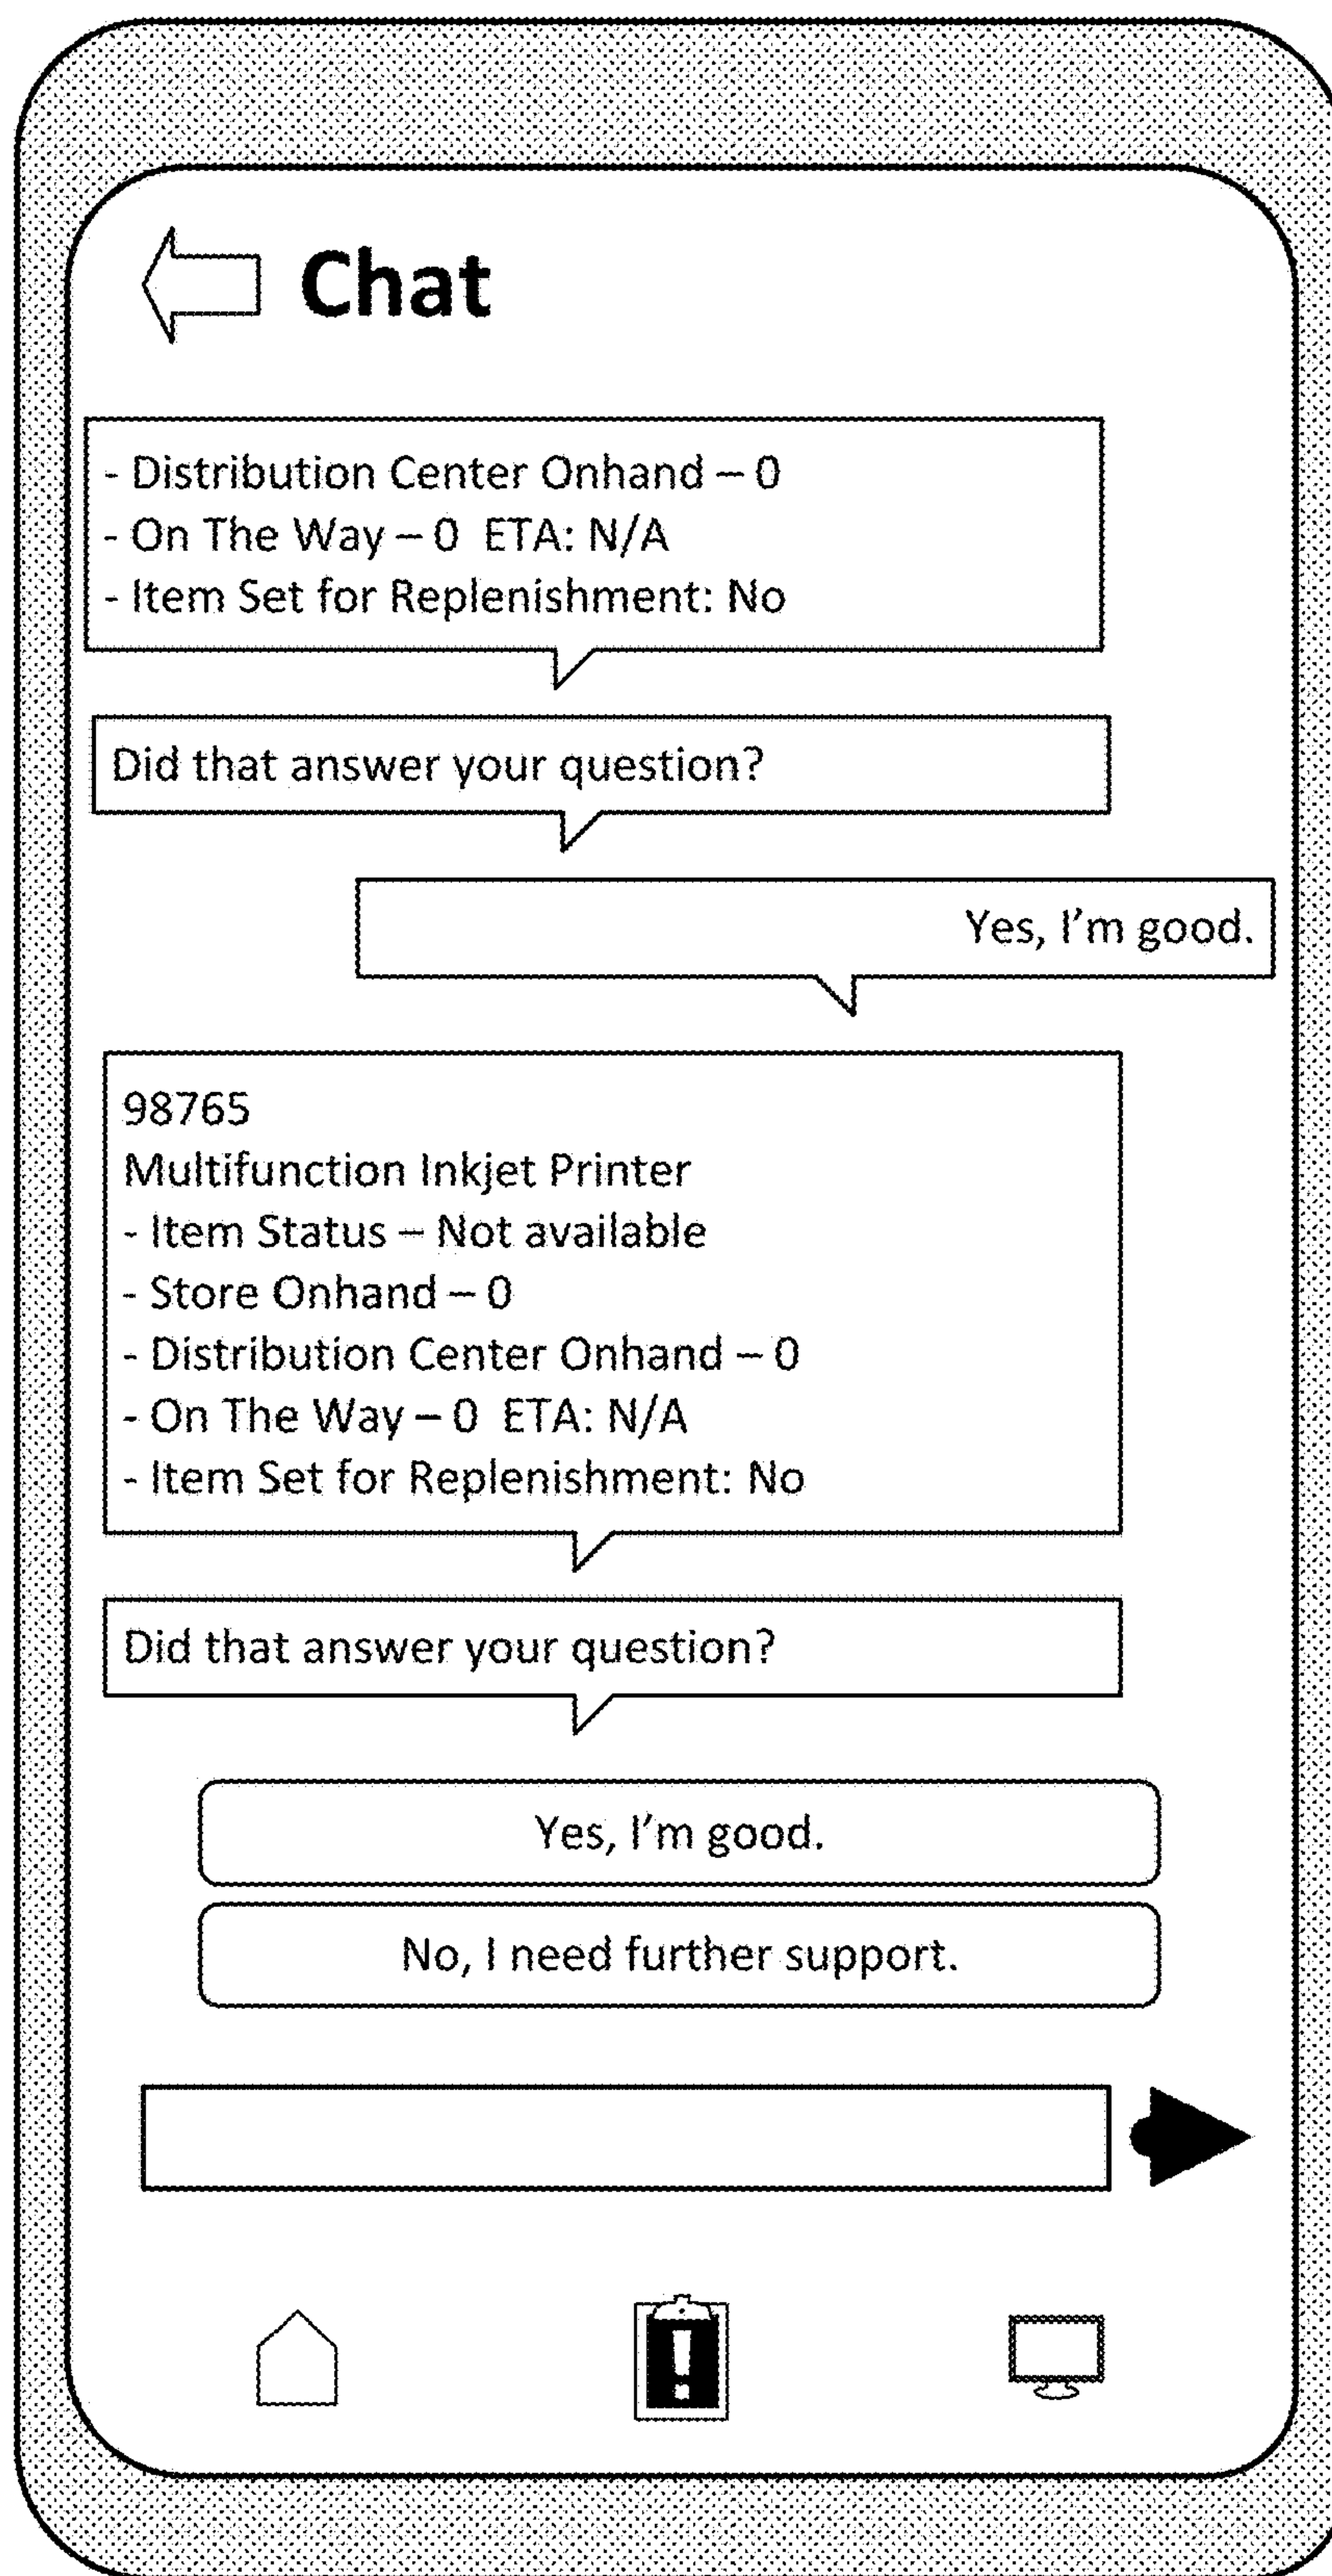 Chat
- Distribution Center Onhand – 0
- On The Way – 0 ETA: N/A
- Item Set for Replenishment: No
Did that answer your question?
Yes, I'm good.
98765
Multifunction Inkjet Printer
- Item Status – Not available
- Store Onhand – 0
- Distribution Center Onhand – 0
- On The Way – 0 ETA: N/A
- Item Set for Replenishment: No
Did that answer your question?
Yes, I'm good.
No, I need further support.
!